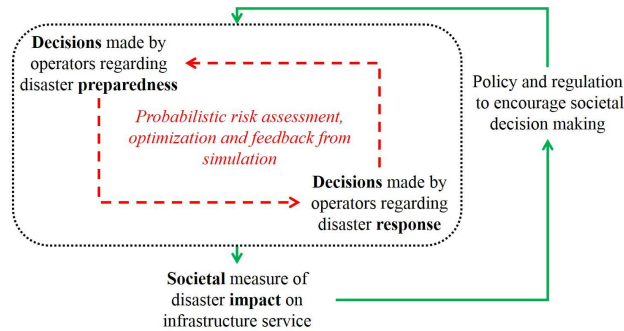 Decisions made by
operators regarding
disaster preparedness
Probabilistic risk assessment,
optimization and feedback from
simulation
Decisions made by
operators regarding
disaster response
Policy and regulation
to encourage societal
decision making
Societal measure of
disaster impact on
infrastructure service